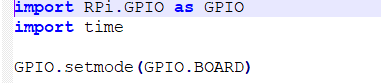 import RPi.GPIO as GPIO
import time
GPIO.setmode(GPIO.BOARD)